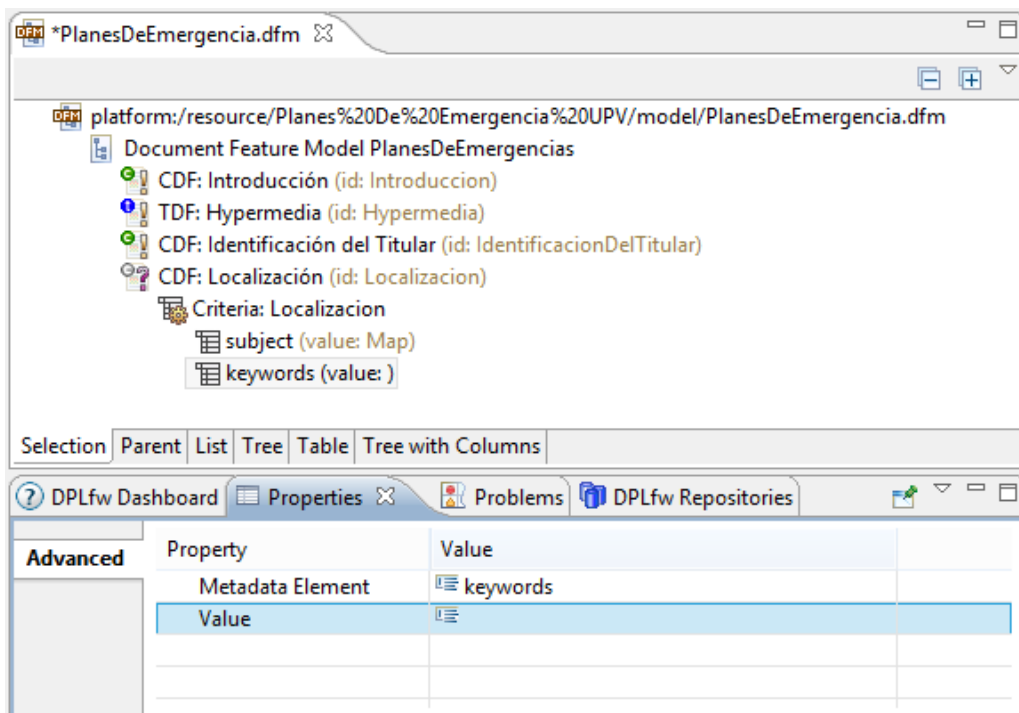 DFM *PlanesDeEmergencia.dfm
DFM platform:/resource/Planes%20De%20Emergencia%20UPV/model/PlanesDeEmergencia.dfm
Document Feature Model PlanesDeEmergencias
C ! CDF: Introducción (id: Introduccion)
T ! TDF: Hypermedia (id: Hypermedia)
C ! CDF: Identificación del Titular (id: IdentificacionDelTitular)
C ? CDF: Localización (id: Localizacion)
Criteria: Localizacion
subject (value: Map)
keywords (value: )
Selection Parent List Tree Table Tree with Columns
? DPLfw Dashboard Properties Problems DPLfw Repositories
Advanced Property Value
Metadata Element keywords
Value